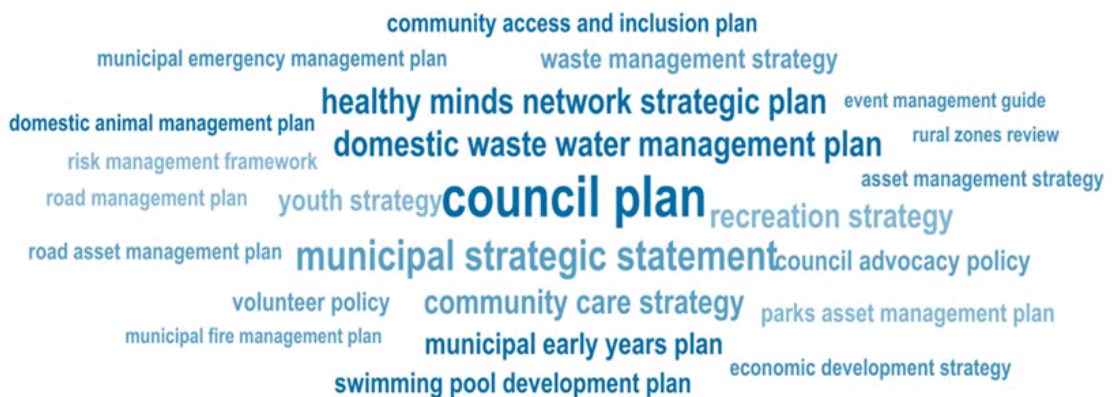 community access and inclusion plan
municipal emergency management plan
waste management strategy
healthy minds network strategic plan
event management guide
domestic animal management plan
domestic waste water management plan
rural zones review
risk management framework
asset management strategy
road management plan
youth strategy
council plan
recreation strategy
road asset management plan
municipal strategic statement
council advocacy policy
volunteer policy
community care strategy
parks asset management plan
municipal fire management plan
municipal early years plan
economic development strategy
swimming pool development plan